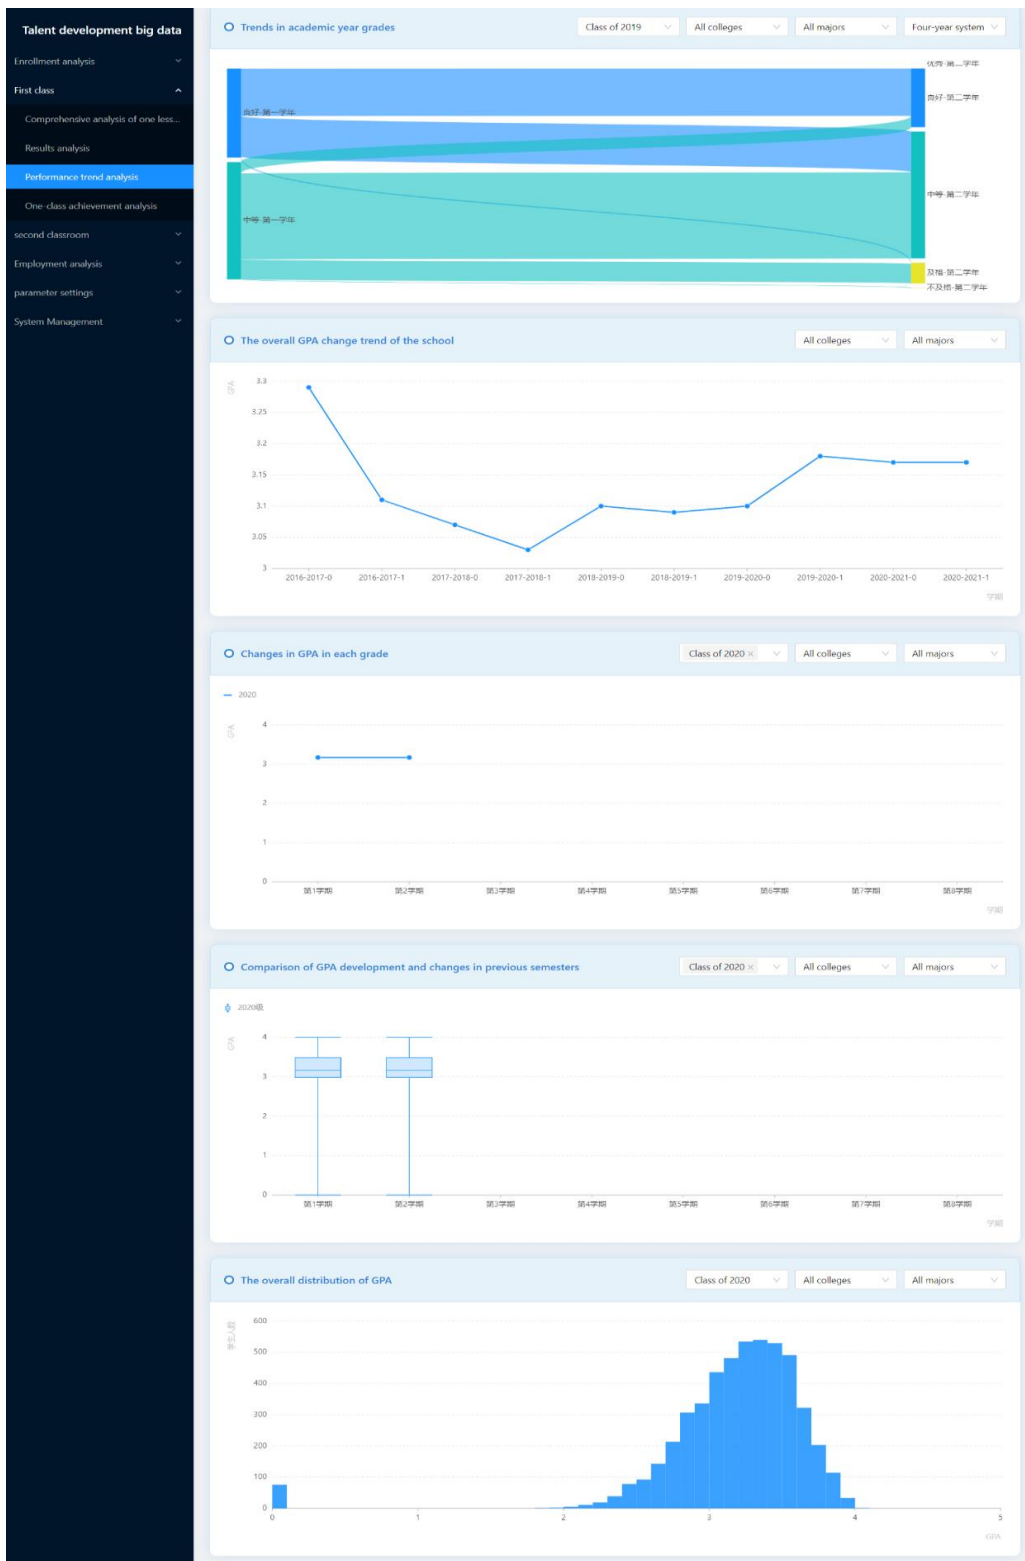 Talent development big data
Enrollment analysis
First class
Comprehensive analysis of one less...
Results analysis
Performance trend analysis
One-class achievement analysis
second classroom
Employment analysis
parameter settings
System Management
Trends in academic year grades
Class of 2019
All colleges
All majors
Four-year system
良好-第一学年
中等-第一学年
优秀-第二学年
良好-第二学年
中等-第二学年
及格-第二学年
不及格-第二学年
The overall GPA change trend of the school
All colleges
All majors
GPA
3.3
3.25
3.2
3.15
3.1
3.05
3
2016-2017-0 2016-2017-1 2017-2018-0 2017-2018-1 2018-2019-0 2018-2019-1 2019-2020-0 2019-2020-1 2020-2021-0 2020-2021-1
学期
Changes in GPA in each grade
Class of 2020 ×
All colleges
All majors
2020
GPA
4
3
2
1
0
第1学期 第2学期 第3学期 第4学期 第5学期 第6学期 第7学期 第8学期
学期
Comparison of GPA development and changes in previous semesters
Class of 2020 ×
All colleges
All majors
2020级
GPA
4
3
2
1
0
第1学期 第2学期 第3学期 第4学期 第5学期 第6学期 第7学期 第8学期
学期
The overall distribution of GPA
Class of 2020
All colleges
All majors
学生人数
600
500
400
300
200
100
0
0 1 2 3 4 5
GPA